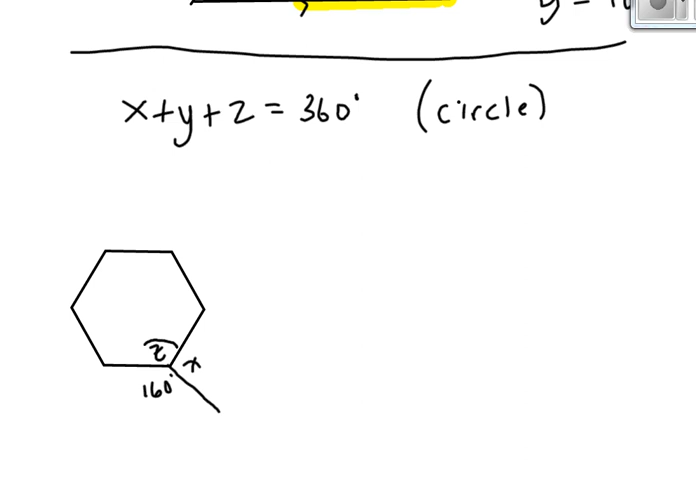 x+y+z = 360° (circle)
z
x
160°